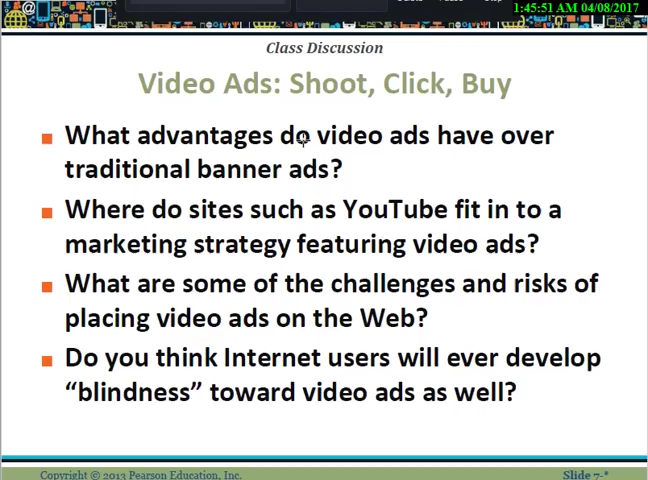 1:45:51 AM 04/08/2017
Class Discussion
Video Ads: Shoot, Click, Buy
What advantages do video ads have over
traditional banner ads?
Where do sites such as YouTube fit in to a
marketing strategy featuring video ads?
What are some of the challenges and risks of
placing video ads on the Web?
Do you think Internet users will ever develop
“blindness” toward video ads as well?
Copyright © 2013 Pearson Education, Inc.
Slide 7-*